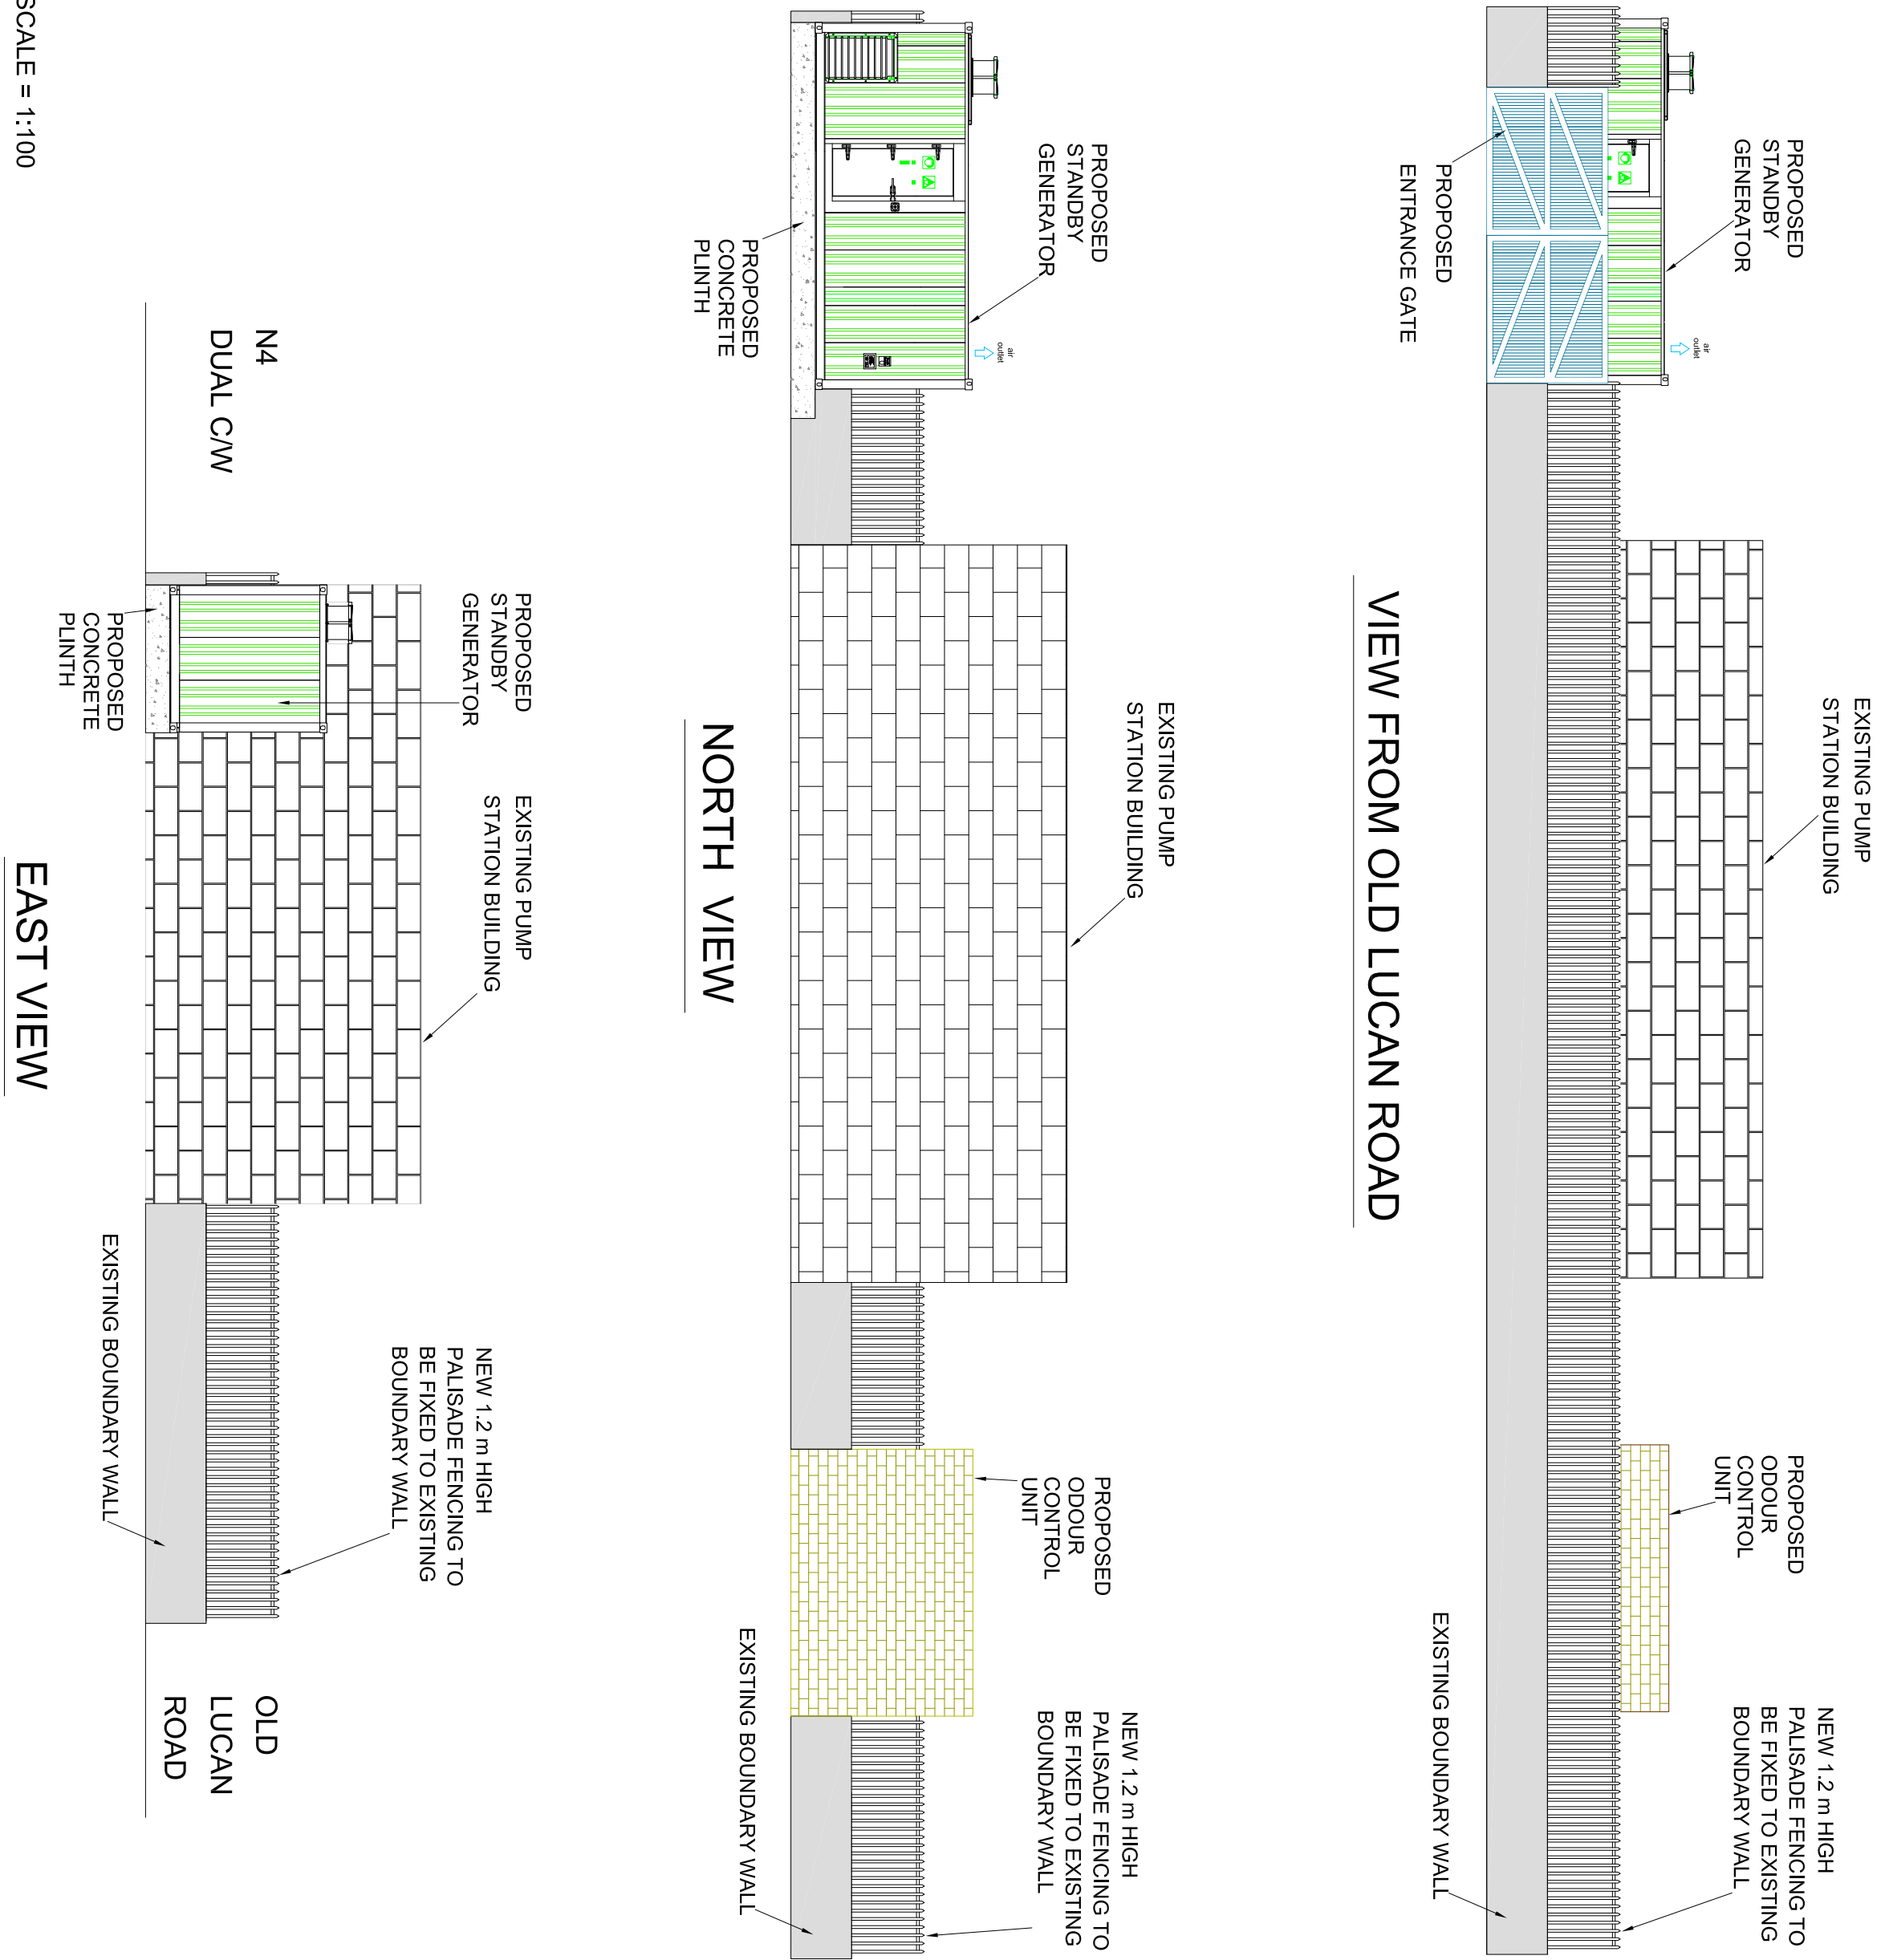 PROPOSED
STANDBY
GENERATOR
EXISTING PUMP
STATION BUILDING
PROPOSED
ODOUR
CONTROL
UNIT
NEW 1.2 m HIGH
PALISADE FENCING TO
BE FIXED TO EXISTING
BOUNDARY WALL
air
outlet
PROPOSED
ENTRANCE GATE
EXISTING BOUNDARY WALL
VIEW FROM OLD LUCAN ROAD
PROPOSED
STANDBY
GENERATOR
EXISTING PUMP
STATION BUILDING
PROPOSED
ODOUR
CONTROL
UNIT
NEW 1.2 m HIGH
PALISADE FENCING TO
BE FIXED TO EXISTING
BOUNDARY WALL
air
outlet
PROPOSED
CONCRETE
PLINTH
EXISTING BOUNDARY WALL
NORTH VIEW
PROPOSED
STANDBY
GENERATOR
EXISTING PUMP
STATION BUILDING
NEW 1.2 m HIGH
PALISADE FENCING TO
BE FIXED TO EXISTING
BOUNDARY WALL
N4
DUAL C/W
OLD
LUCAN
ROAD
PROPOSED
CONCRETE
PLINTH
EXISTING BOUNDARY WALL
EAST VIEW
SCALE = 1:100